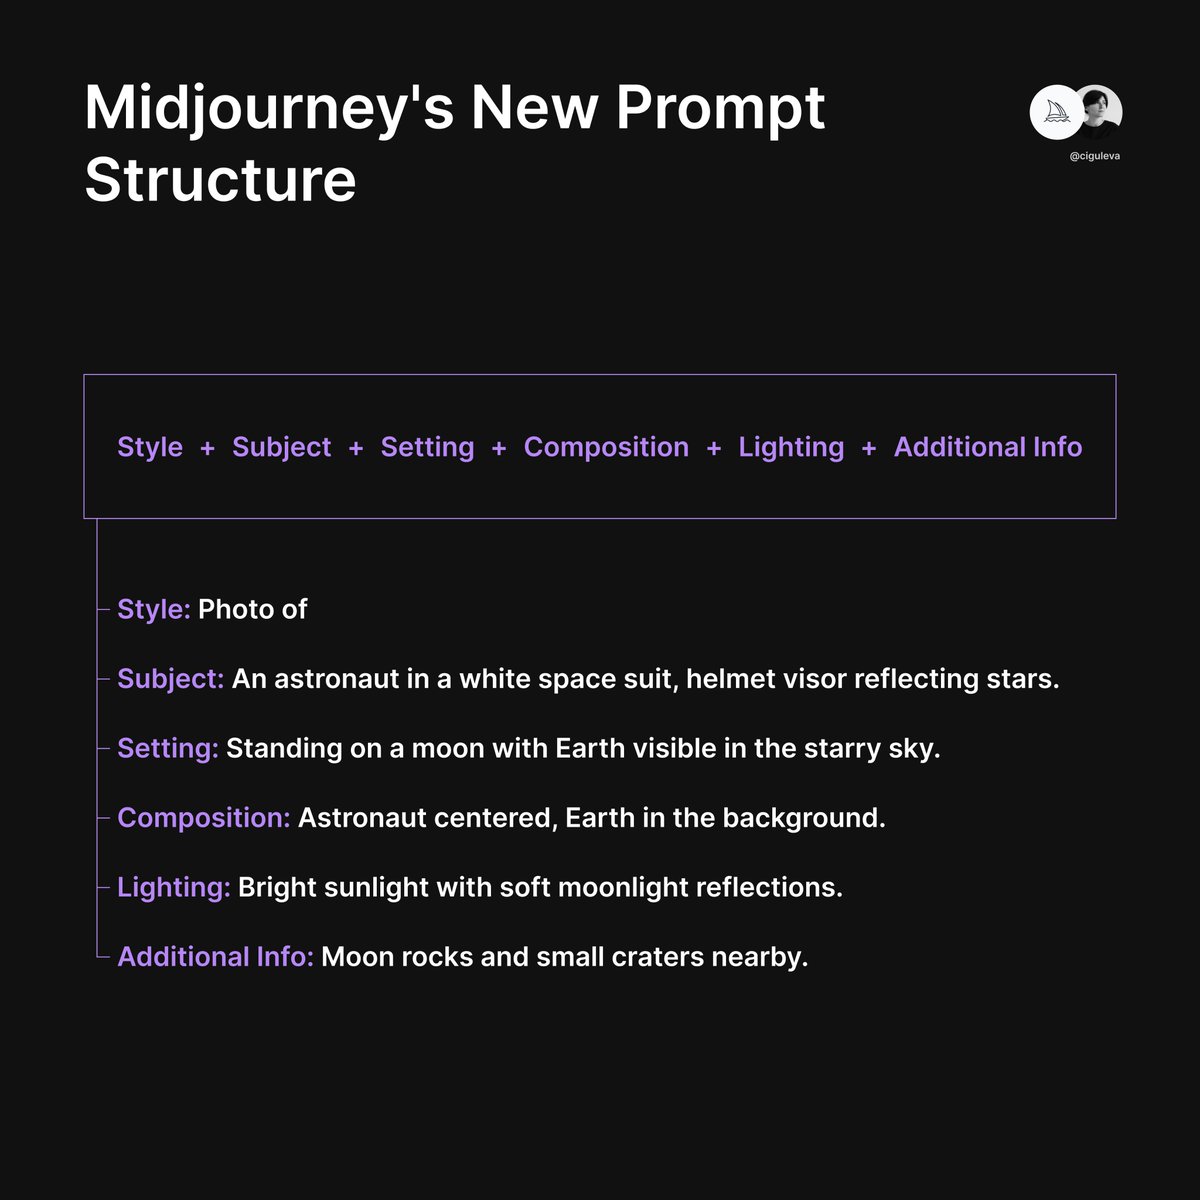 Midjourney's New Prompt
Structure
@ciguleva
Style + Subject + Setting + Composition + Lighting + Additional Info
Style: Photo of
Subject: An astronaut in a white space suit, helmet visor reflecting stars.
Setting: Standing on a moon with Earth visible in the starry sky.
Composition: Astronaut centered, Earth in the background.
Lighting: Bright sunlight with soft moonlight reflections.
Additional Info: Moon rocks and small craters nearby.